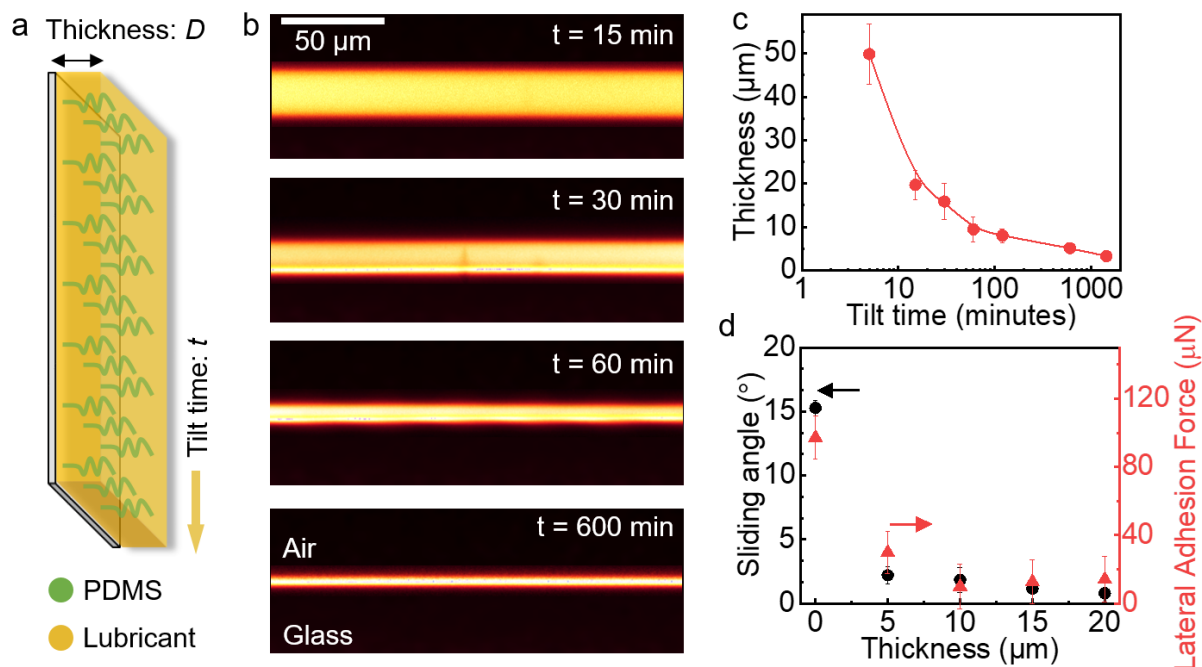 a
Thickness: D
Tilt time: t
PDMS
Lubricant
b
50 µm
t = 15 min
t = 30 min
t = 60 min
t = 600 min
Air
Glass
c
Thickness (µm)
50
40
30
20
10
0
1
10
100
1000
Tilt time (minutes)
d
Sliding angle (°)
20
15
10
5
0
0
5
10
15
20
Thickness (µm)
120
80
40
0
Lateral Adhesion Force (µN)